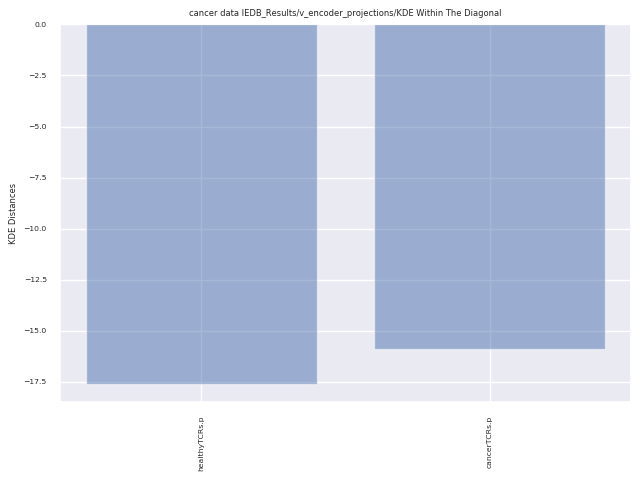 cancer data IEDB_Results/v_encoder_projections/KDE Within The Diagonal
0.0
−2.5
−5.0
−7.5
−10.0
−12.5
−15.0
−17.5
KDE Distances
healthyTCRs.p
cancerTCRs.p